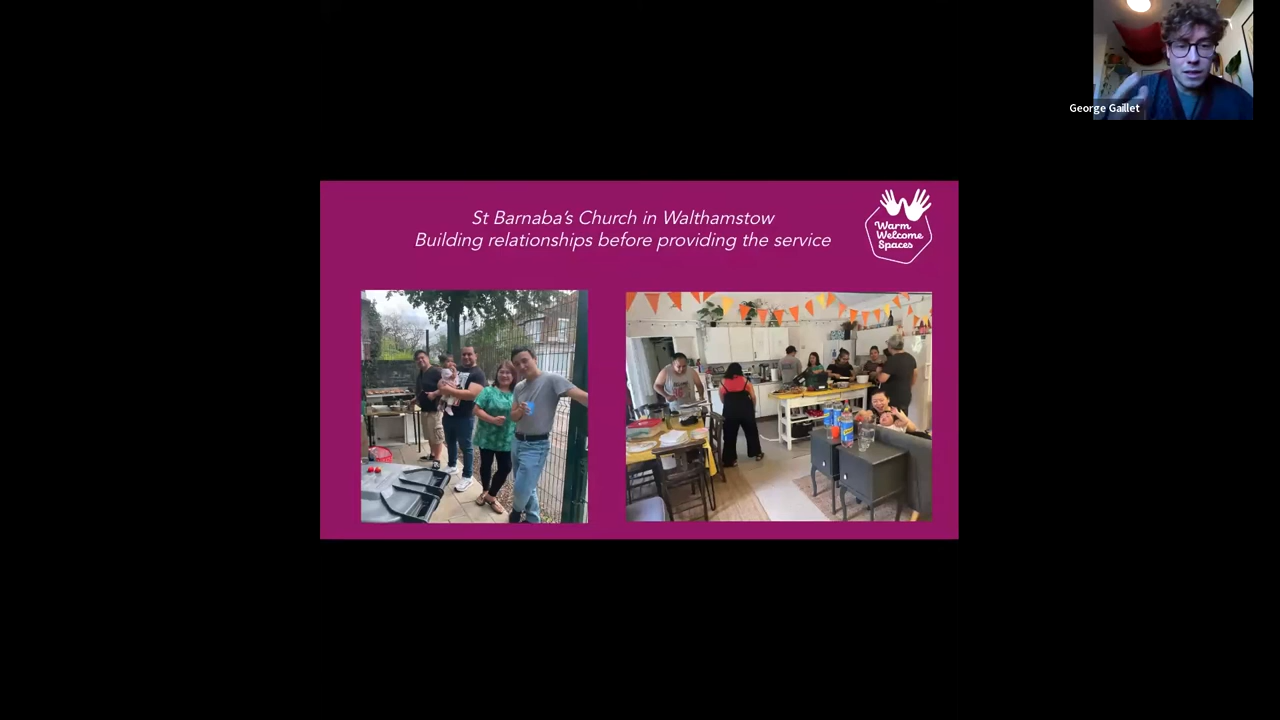 George Gaillet
St Barnaba's Church in Walthamstow
Building relationships before providing the service
Warm
Welcome
Spaces